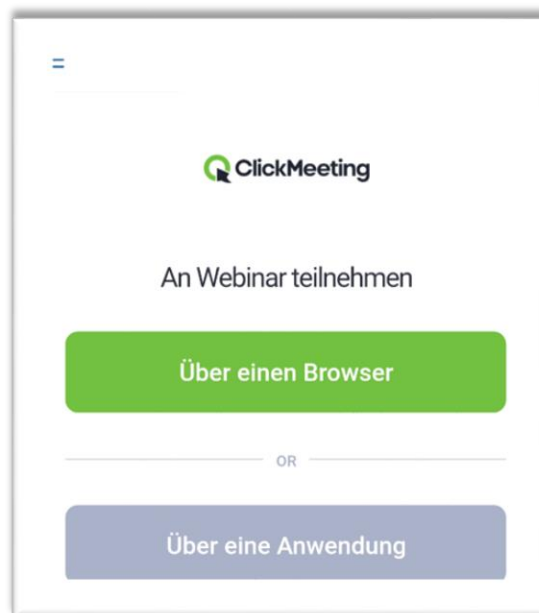 ClickMeeting
An Webinar teilnehmen
Über einen Browser
OR
Über eine Anwendung